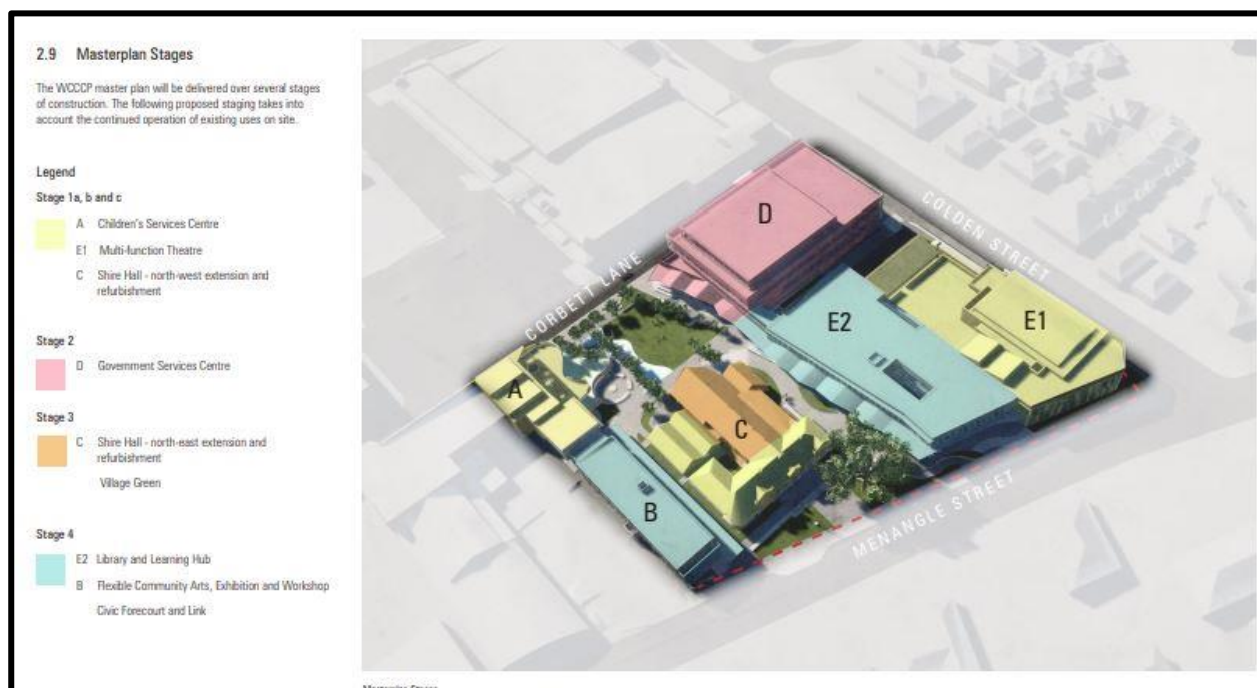 2.9 Masterplan Stages
The WCCCP master plan will be delivered over several stages
of construction. The following proposed staging takes into
account the continued operation of existing uses on site.
Legend
Stage 1a, b and c
A Children's Services Centre
E1 Multi-function Theatre
C Shire Hall - north-west extension and
refurbishment
Stage 2
D Government Services Centre
Stage 3
C Shire Hall - north-east extension and
refurbishment
Village Green
Stage 4
E2 Library and Learning Hub
B Flexible Community Arts, Exhibition and Workshop
Civic Forecourt and Link
D
COLDEN STREET
CORBETT LANE
E2
E1
A
C
B
MENANGLE STREET